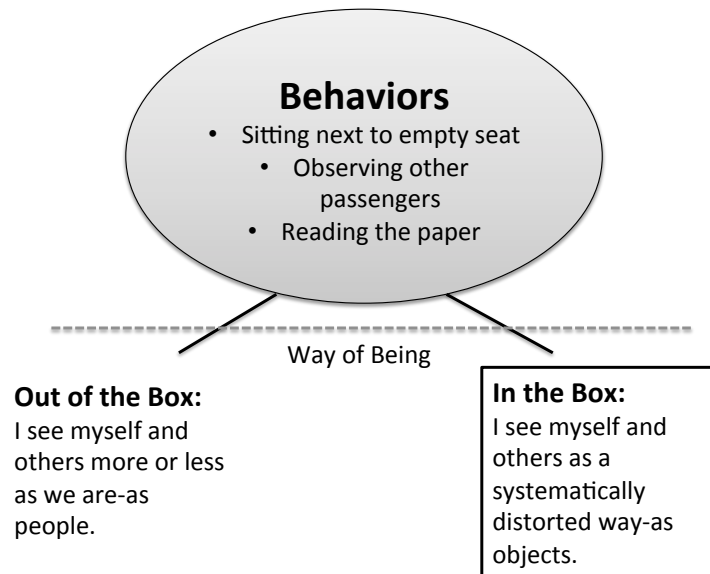 Behaviors
• Sitting next to empty seat
• Observing other
passengers
• Reading the paper
Way of Being
Out of the Box:
I see myself and
others more or less
as we are-as
people.
In the Box:
I see myself and
others as a
systematically
distorted way-as
objects.